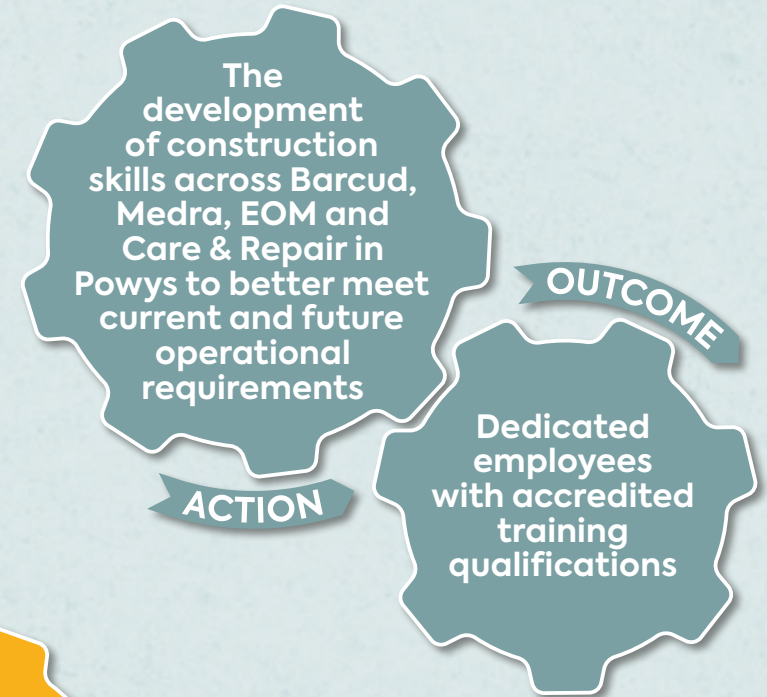 The
development
of construction
skills across Barcud,
Medra, EOM and
Care & Repair in
Powys to better meet
current and future
operational
requirements
ACTION
OUTCOME
Dedicated
employees
with accredited
training
qualifications